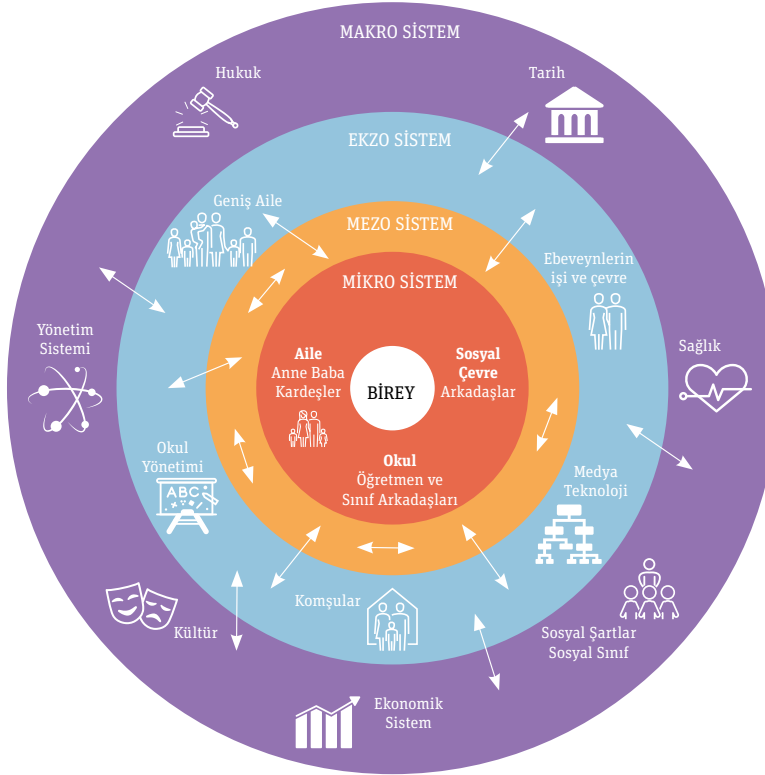 MAKRO SİSTEM
Hukuk
Tarih
EKZO SİSTEM
Geniş Aile
MEZO SİSTEM
Ebeveynlerin
işi ve çevre
MİKRO SİSTEM
Yönetim
Sistemi
Aile
Anne Baba
Kardeşler
BİREY
Sosyal
Çevre
Arkadaşlar
Sağlık
Okul
Öğretmen ve
Sınıf Arkadaşları
Okul
Yönetimi
ABC
Medya
Teknoloji
Komşular
Kültür
Sosyal Şartlar
Sosyal Sınıf
Ekonomik
Sistem